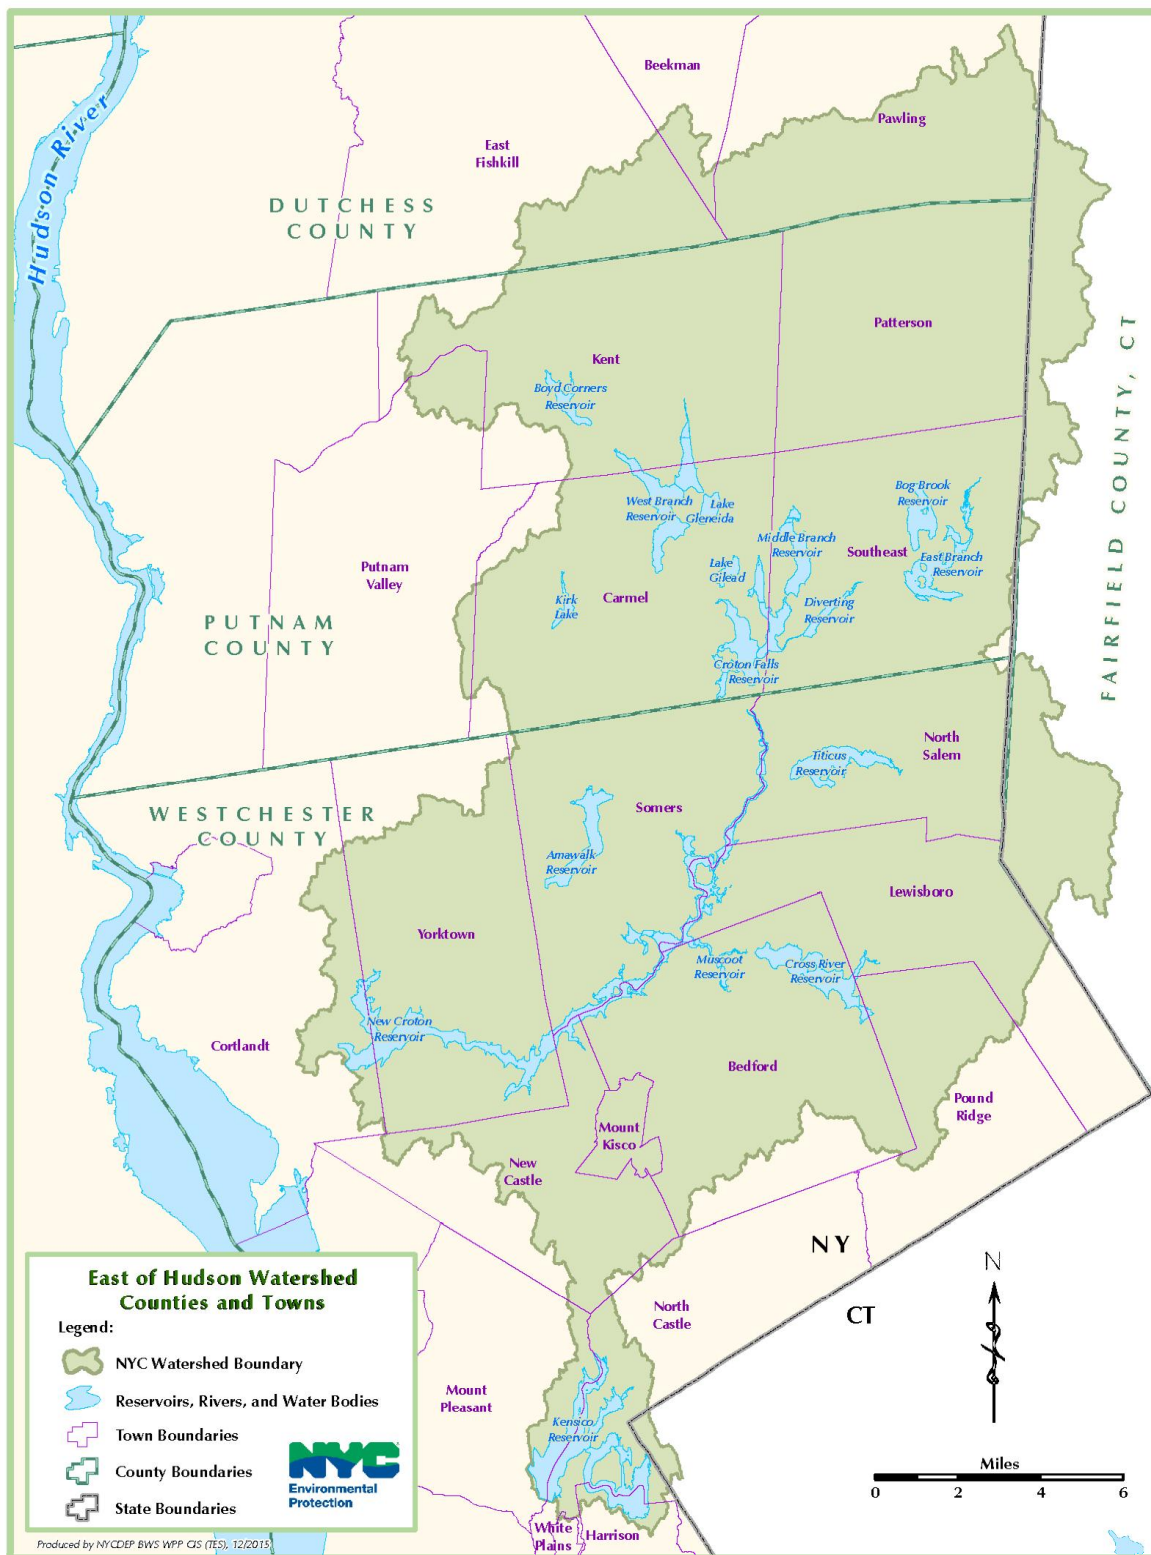 Beekman
Pawling
Hudson River
East
Fishkill
DUTCHESS
COUNTY
Patterson
Kent
FAIRFIELD COUNTY, CT
Boyd Corners
Reservoir
Bog Brook
Reservoir
West Branch
Reservoir
Lake
Gleneida
Middle Branch
Reservoir
Southeast
East Branch
Reservoir
Putnam
Valley
Lake
Gilead
Kirk
Lake
Carmel
Diverting
Reservoir
PUTNAM
COUNTY
Croton Falls
Reservoir
North
Salem
Titicus
Reservoir
WESTCHESTER
COUNTY
Somers
Amawalk
Reservoir
Lewisboro
Yorktown
Muscoot
Reservoir
Cross River
Reservoir
New Croton
Reservoir
Cortlandt
Bedford
Pound
Ridge
Mount
Kisco
New
Castle
NY
CT
N
North
Castle
Mount
Pleasant
Kensico
Reservoir
White
Plains
Harrison
East of Hudson Watershed
Counties and Towns
Legend:
NYC Watershed Boundary
Reservoirs, Rivers, and Water Bodies
Town Boundaries
County Boundaries
State Boundaries
NYC
Environmental
Protection
Miles
0 2 4 6
Produced by NYCDEP BWS WPP GIS (TES), 12/2015